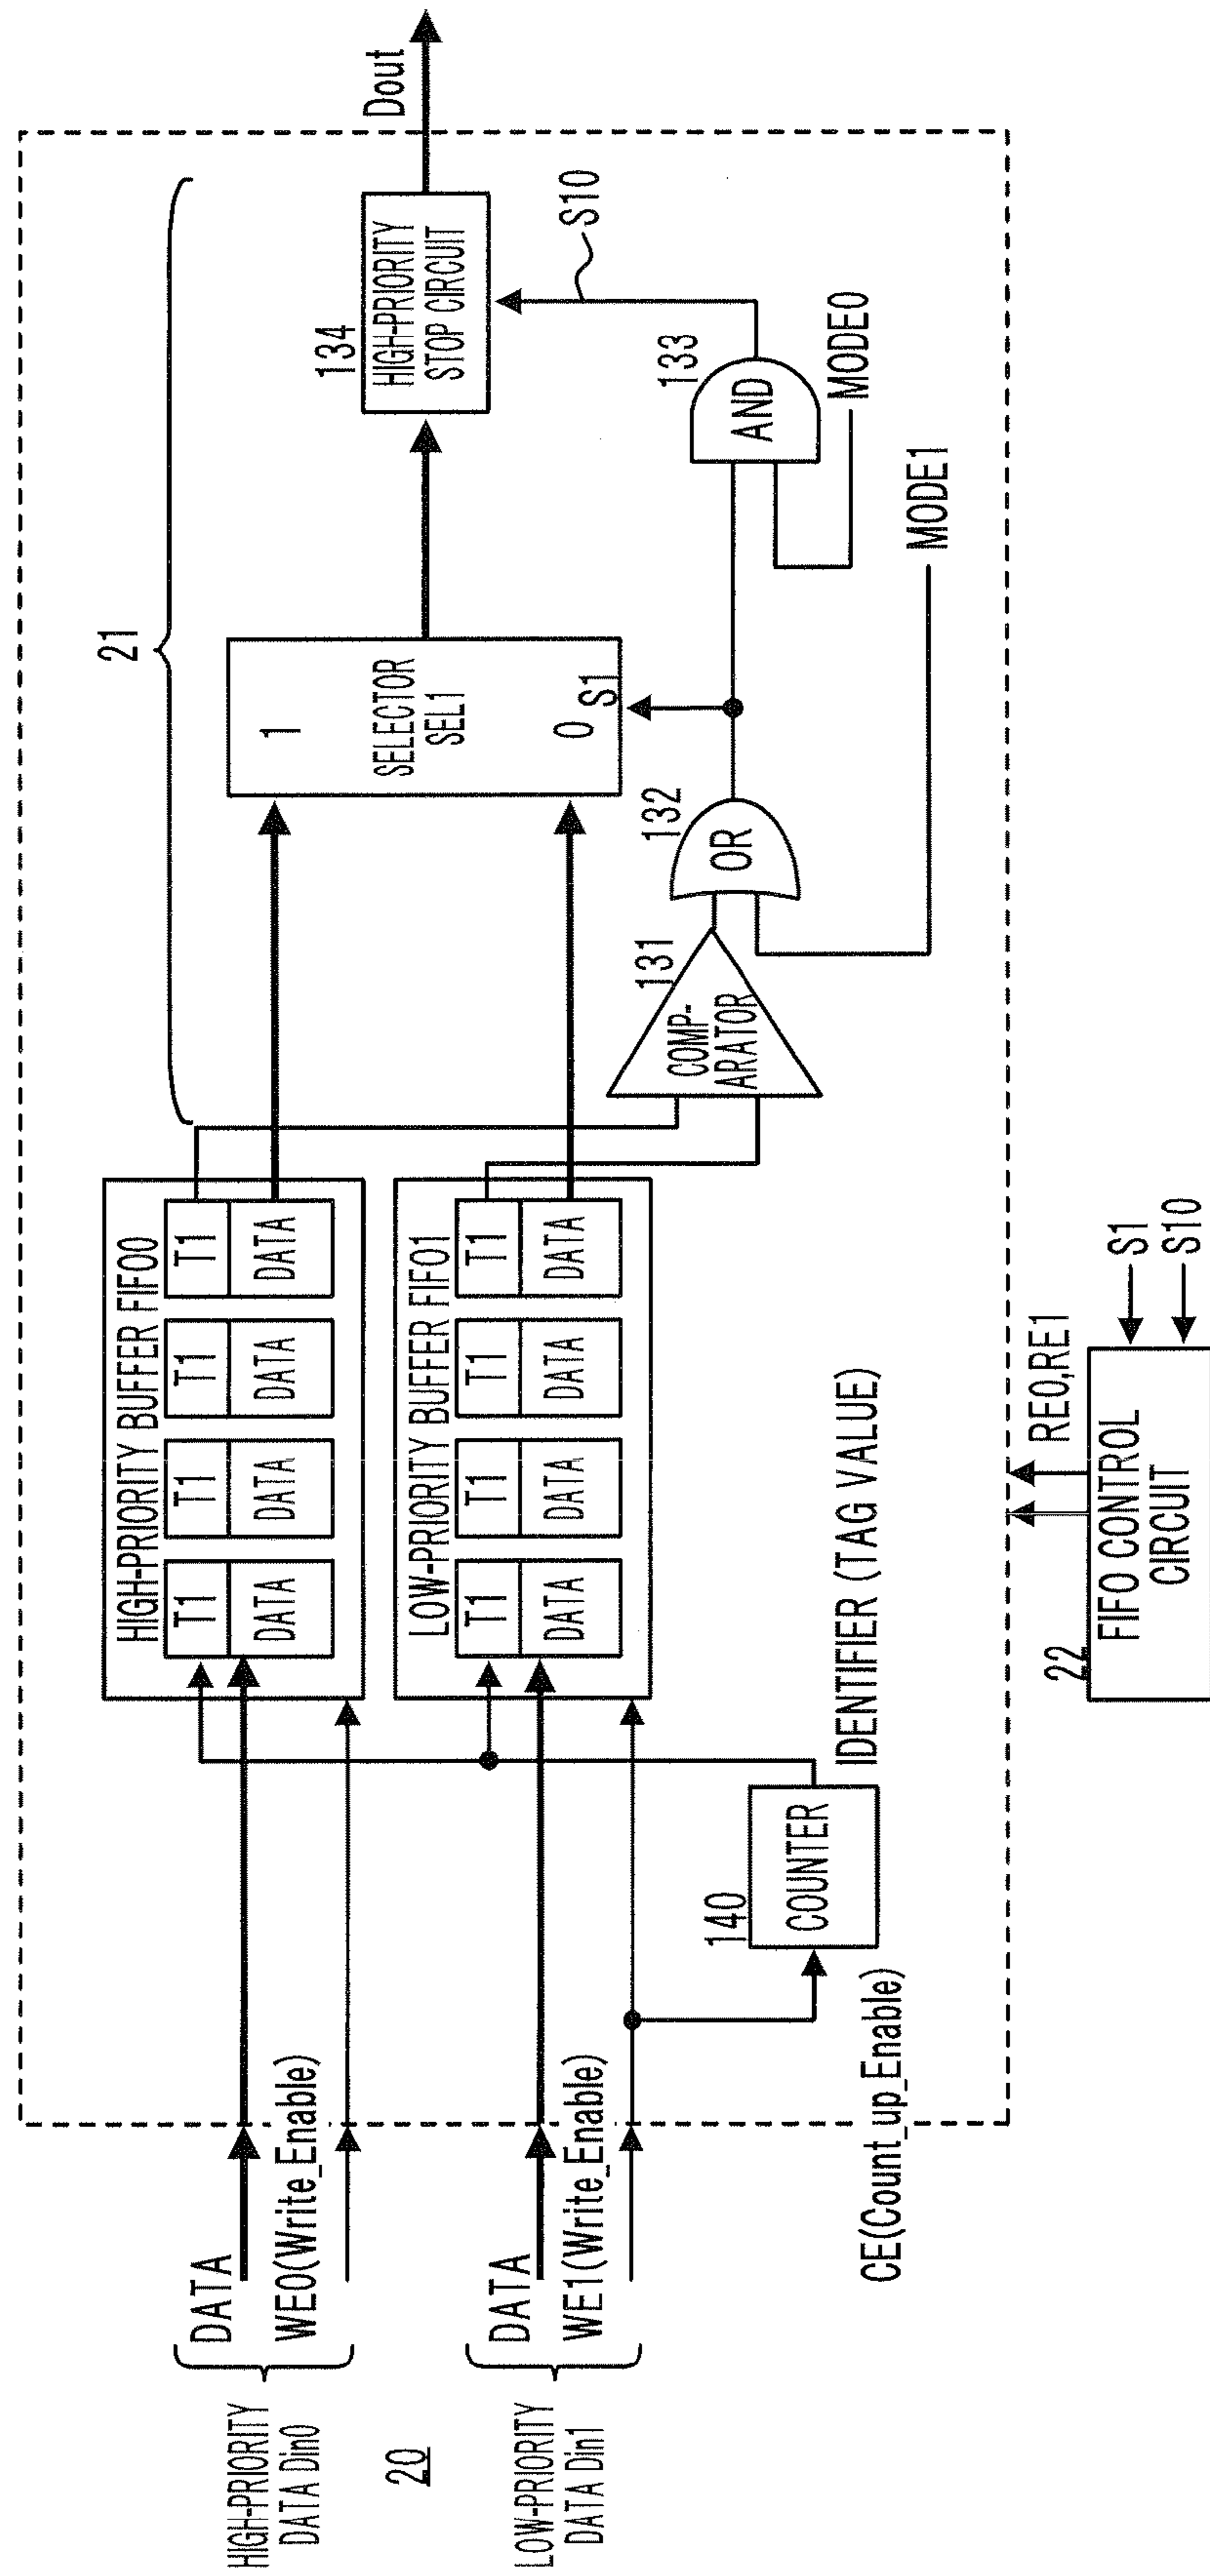 21
Dout
134
HIGH-PRIORITY
STOP CIRCUIT
S10
HIGH-PRIORITY BUFFER FIFO0
T1
T1
T1
T1
DATA
DATA
DATA
DATA
1
SELECTOR
SEL1
0
S1
LOW-PRIORITY BUFFER FIFO1
T1
T1
T1
T1
DATA
DATA
DATA
DATA
131
COMP-
ARATOR
132
OR
133
AND
MODE0
MODE1
HIGH-PRIORITY
DATA Din0
DATA
WE0(Write_Enable)
20
LOW-PRIORITY
DATA Din1
DATA
WE1(Write_Enable)
140
COUNTER
CE(Count_up_Enable)
IDENTIFIER (TAG VALUE)
RE0,RE1
22
FIFO CONTROL
CIRCUIT
S1
S10